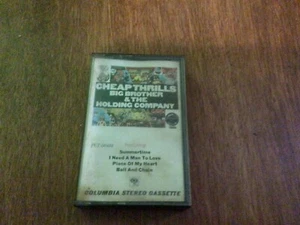 CHEAP THRILLS
BIG BROTHER
& THE
HOLDING COMPANY
Summertime
I Need A Man To Love
Piece Of My Heart
Ball And Chain
COLUMBIA STEREO CASSETTE